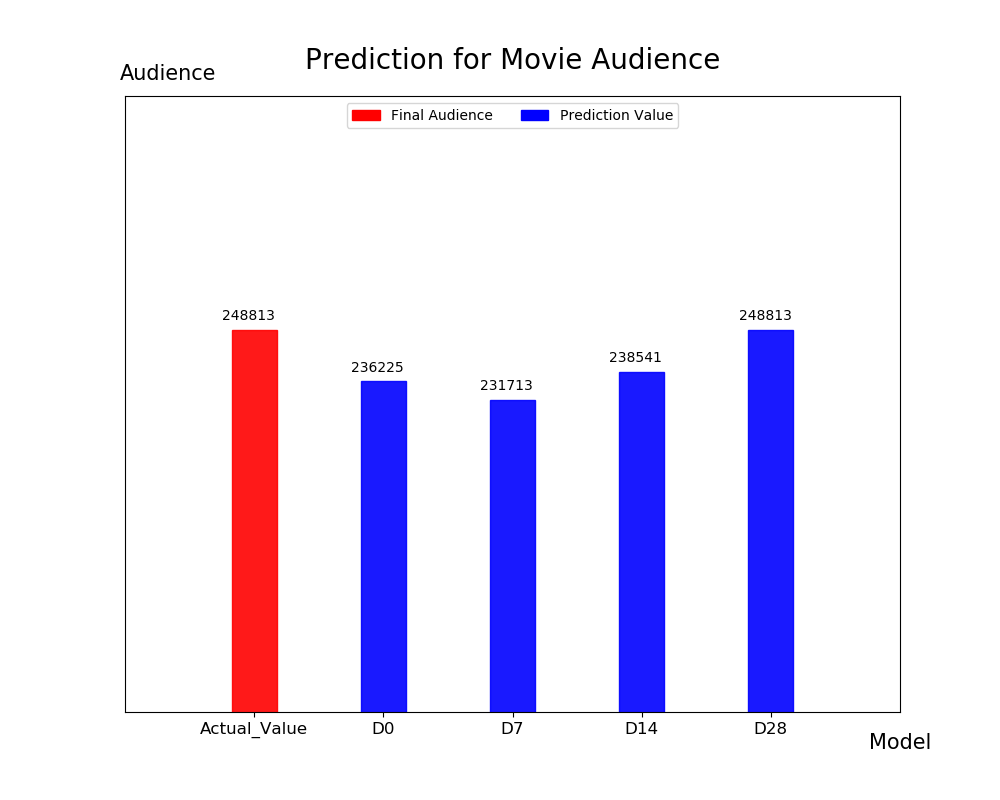 Prediction for Movie Audience
Audience
Final Audience Prediction Value
248813 236225 231713 238541 248813
Actual_Value D0 D7 D14 D28
Model